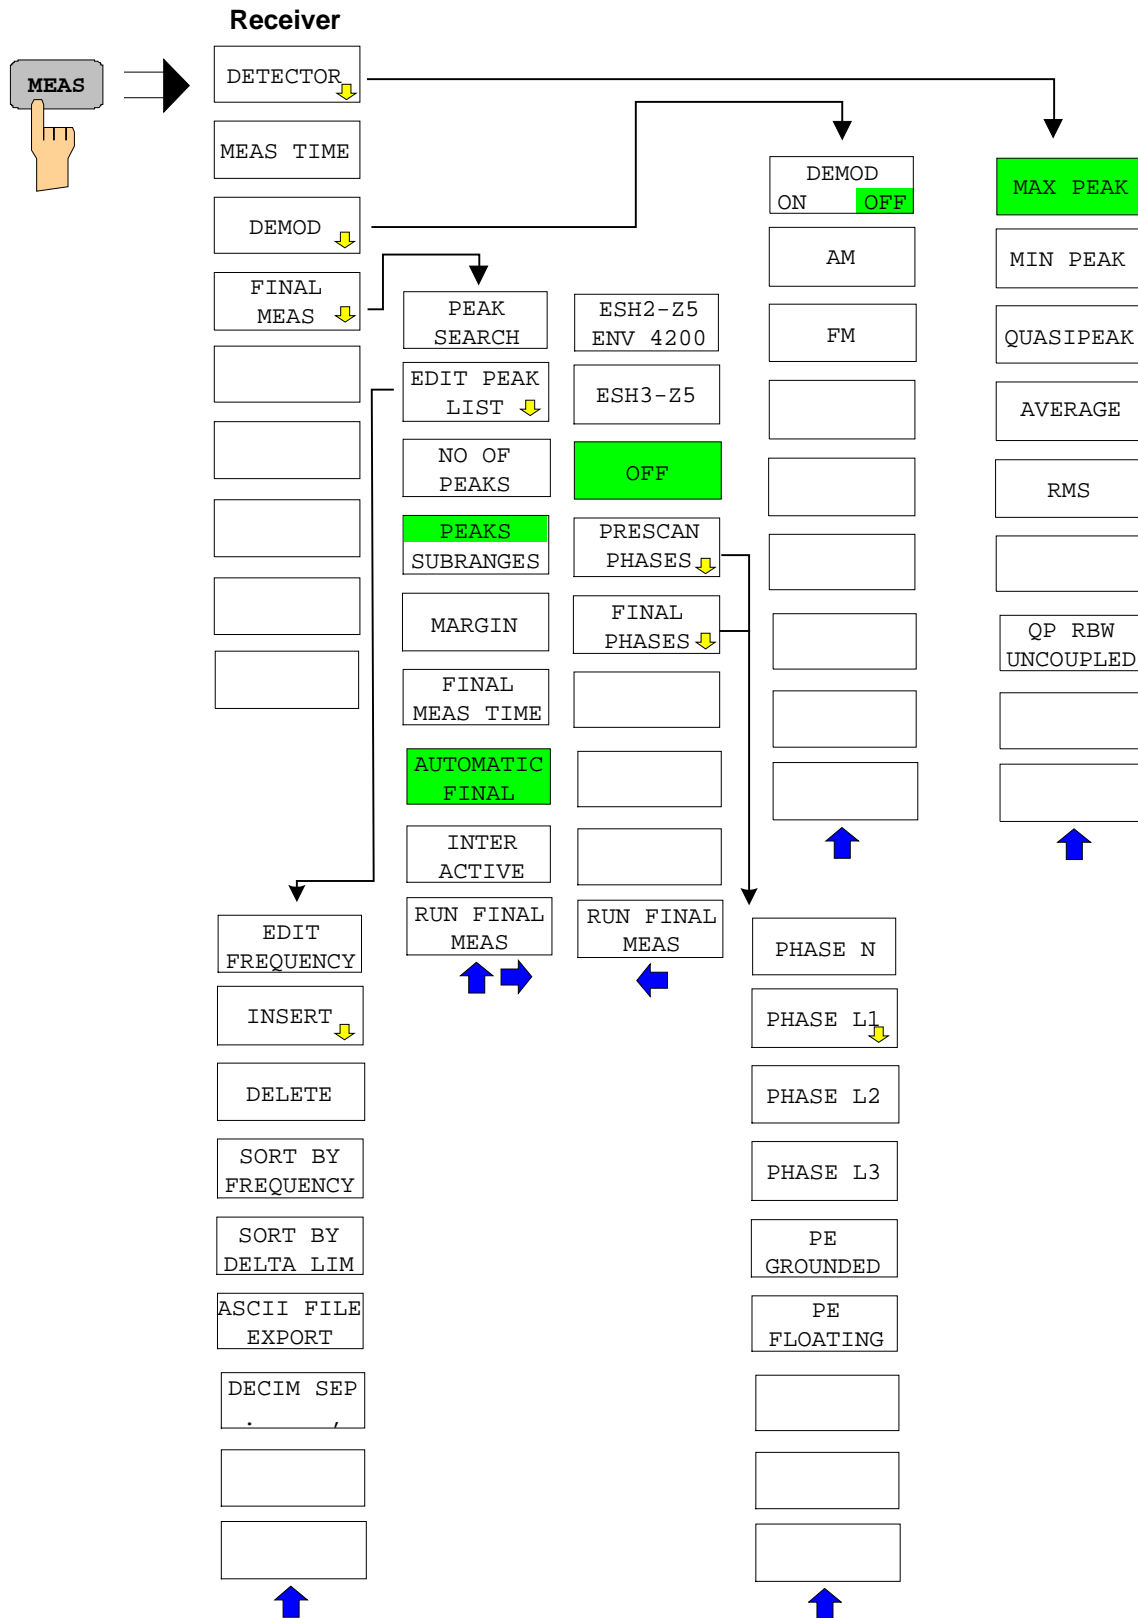 Receiver
MEAS
DETECTOR
MEAS TIME
DEMOD
FINAL
MEAS
PEAK
SEARCH
EDIT PEAK
LIST
NO OF
PEAKS
PEAKS
SUBRANGES
MARGIN
FINAL
MEAS TIME
AUTOMATIC
FINAL
INTER
ACTIVE
RUN FINAL
MEAS
ESH2-Z5
ENV 4200
ESH3-Z5
OFF
PRESCAN
PHASES
FINAL
PHASES
RUN FINAL
MEAS
DEMOD
ON OFF
AM
FM
MAX PEAK
MIN PEAK
QUASIPEAK
AVERAGE
RMS
QP RBW
UNCOUPLED
EDIT
FREQUENCY
INSERT
DELETE
SORT BY
FREQUENCY
SORT BY
DELTA LIM
ASCII FILE
EXPORT
DECIM SEP
. ,
PHASE N
PHASE L1
PHASE L2
PHASE L3
PE
GROUNDED
PE
FLOATING